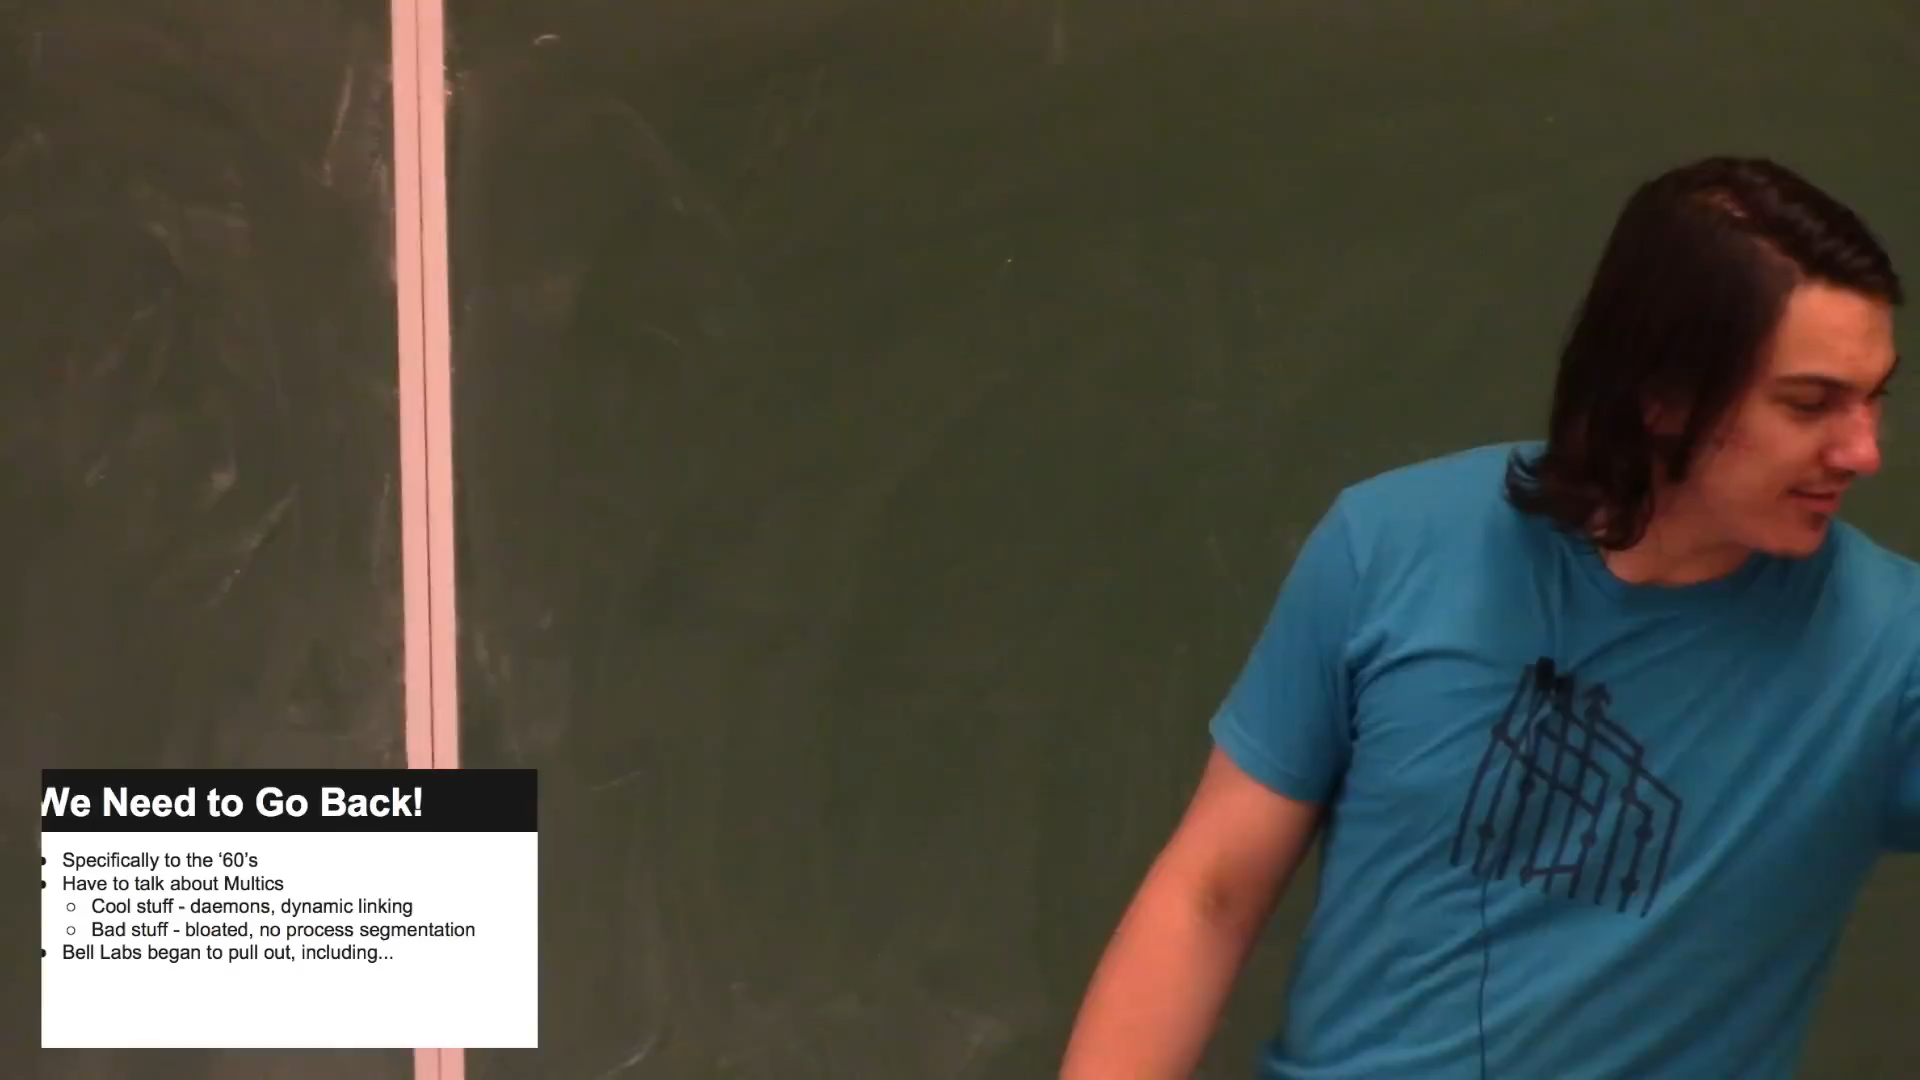 We Need to Go Back!
Specifically to the ‘60’s
Have to talk about Multics
Cool stuff - daemons, dynamic linking
Bad stuff - bloated, no process segmentation
Bell Labs began to pull out, including...